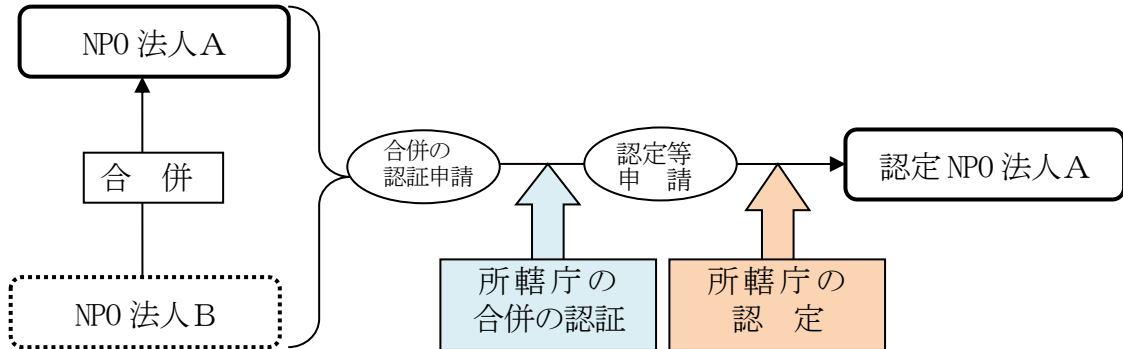 NPO 法人A
合　併
NPO 法人B
合併の
認証申請
認定等
申　請
認定 NPO 法人A
所轄庁の
合併の認証
所轄庁の
認　定